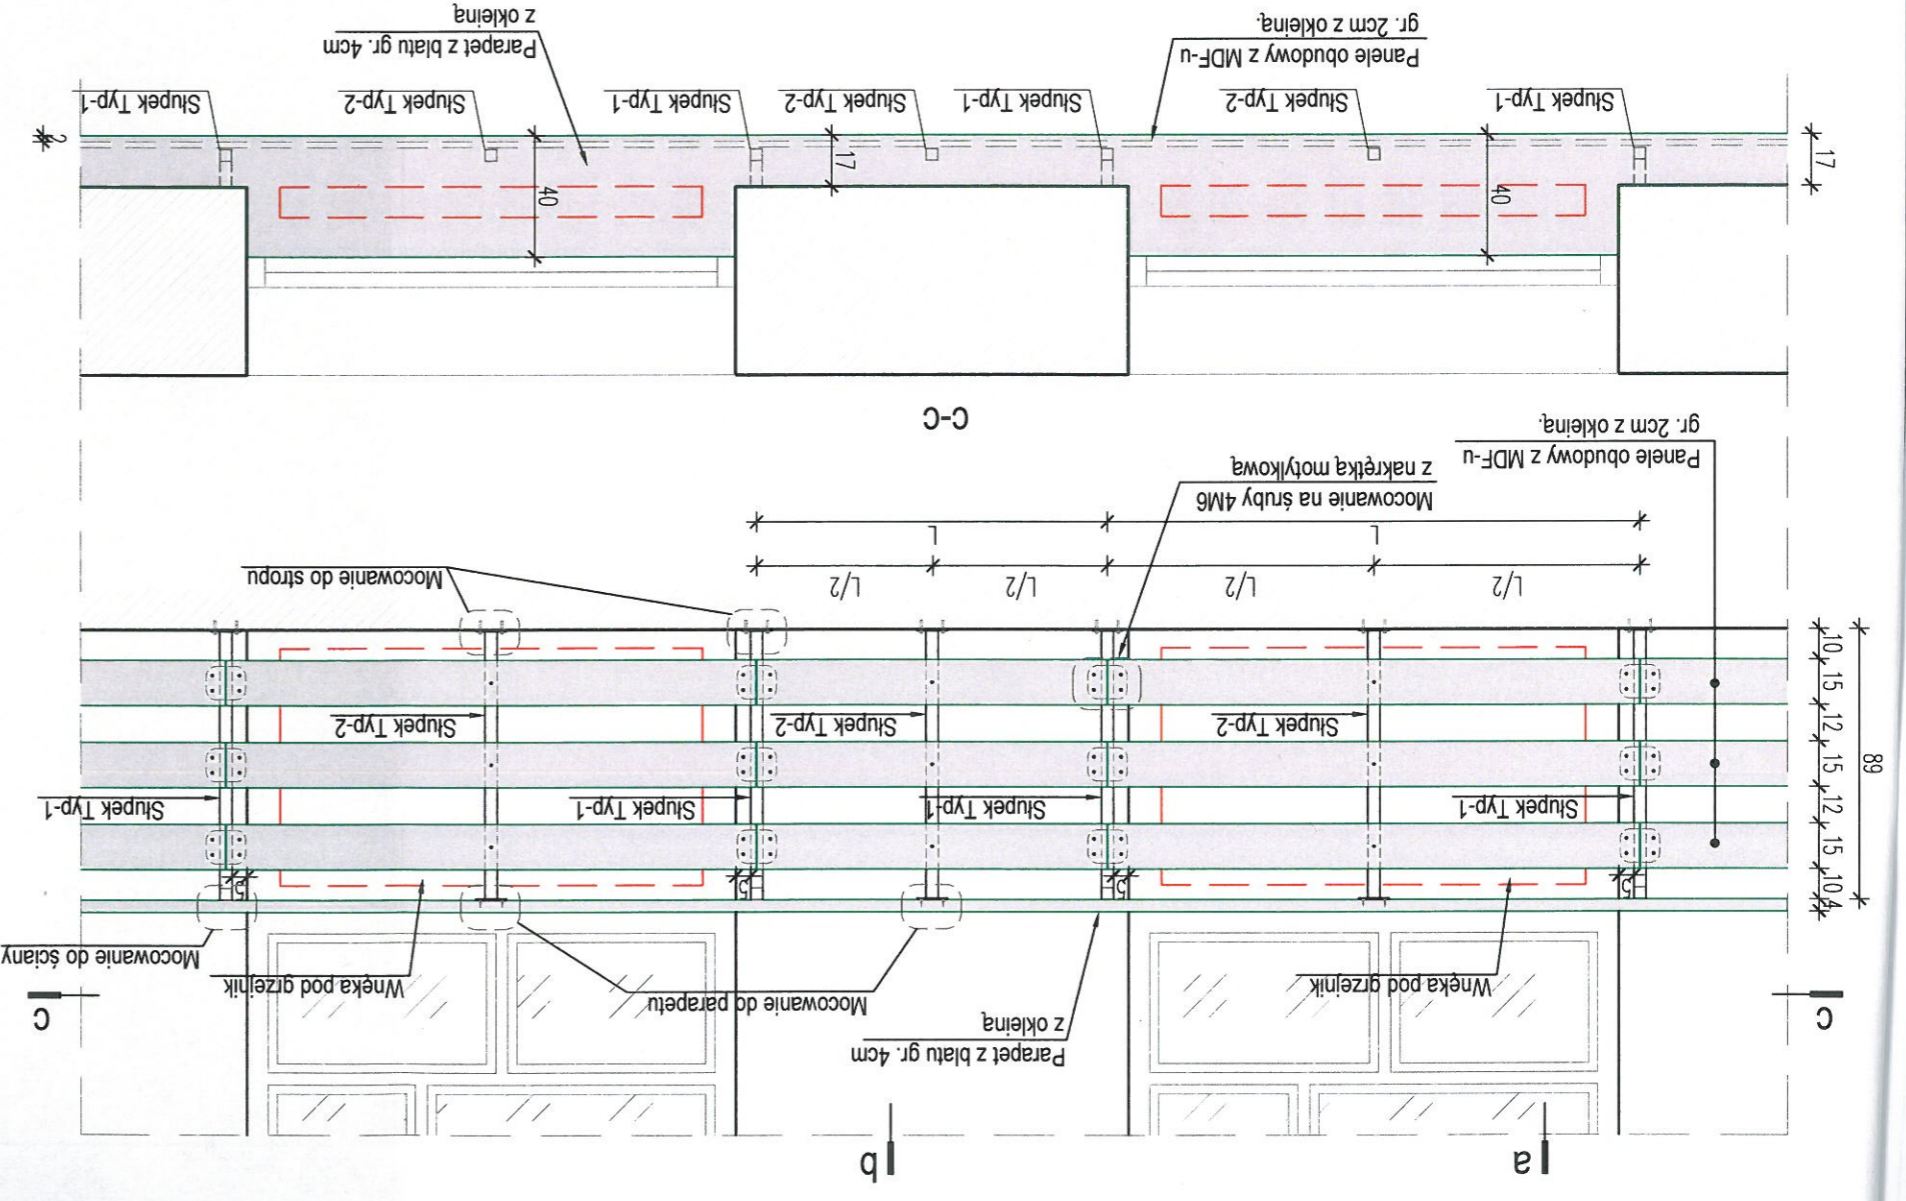 a
b
Parapet z blatu gr. 4cm
z okleiną
C
Wnęka pod grzejnik
Mocowanie do parapetu
Wnęka pod grzejnik
C
Mocowanie do ściany
4
10
15
12
15
12
15
10
89
5
5
5
Słupek Typ-1
Słupek Typ-1
Słupek Typ-1
Słupek Typ-1
Słupek Typ-2
Słupek Typ-2
Słupek Typ-2
L/2
L/2
L/2
L/2
L
L
Mocowanie do stropu
Mocowanie na śruby 4M6
z nakrętką motylkową
Panele obudowy z MDF-u
gr. 2cm z okleiną.
C-C
17
40
17
40
2
Słupek Typ-1
Słupek Typ-2
Słupek Typ-1
Słupek Typ-2
Słupek Typ-1
Słupek Typ-2
Słupek Typ-1
Panele obudowy z MDF-u
gr. 2cm z okleiną.
Parapet z blatu gr. 4cm
z okleiną